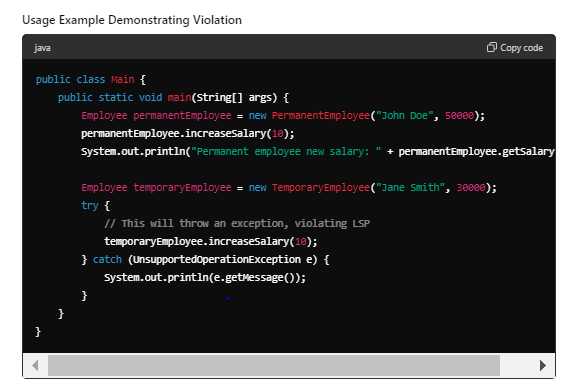 Usage Example Demonstrating Violation
java
Copy code
public class Main {
    public static void main(String[] args) {
        Employee permanentEmployee = new PermanentEmployee("John Doe", 50000);
        permanentEmployee.increaseSalary(10);
        System.out.println("Permanent employee new salary: " + permanentEmployee.getSalary
        Employee temporaryEmployee = new TemporaryEmployee("Jane Smith", 30000);
        try {
            // This will throw an exception, violating LSP
            temporaryEmployee.increaseSalary(10);
        } catch (UnsupportedOperationException e) {
            System.out.println(e.getMessage());
        }
    }
}